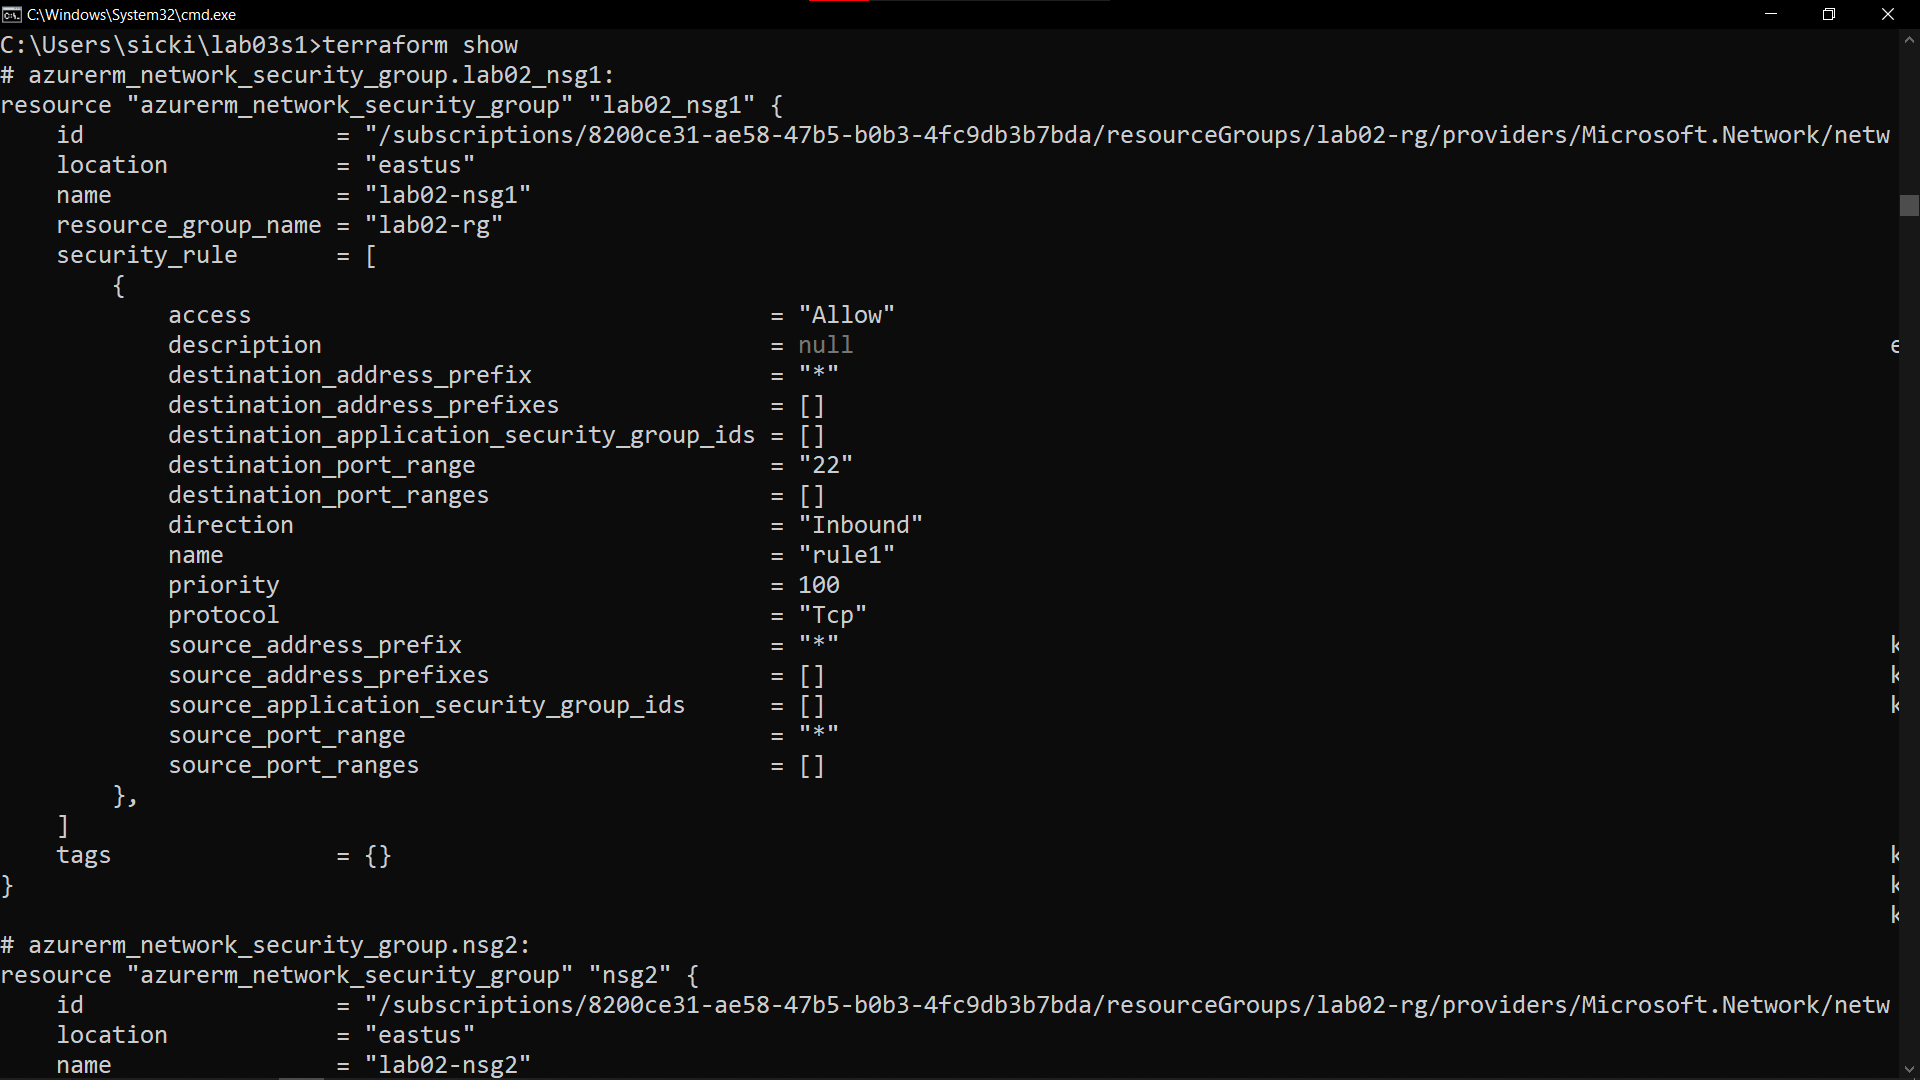 C:\Windows\System32\cmd.exe
C:\Users\sicki\lab03s1>terraform show
# azurerm_network_security_group.lab02_nsg1:
resource "azurerm_network_security_group" "lab02_nsg1" {
    id                  = "/subscriptions/8200ce31-ae58-47b5-b0b3-4fc9db3b7bda/resourceGroups/lab02-rg/providers/Microsoft.Network/netw
    location            = "eastus"
    name                = "lab02-nsg1"
    resource_group_name = "lab02-rg"
    security_rule       = [
        {
            access                                     = "Allow"
            description                                = null e
            destination_address_prefix                 = "*"
            destination_address_prefixes               = []
            destination_application_security_group_ids = []
            destination_port_range                     = "22"
            destination_port_ranges                    = []
            direction                                  = "Inbound"
            name                                       = "rule1"
            priority                                   = 100
            protocol                                   = "Tcp"
            source_address_prefix                      = "*" k
            source_address_prefixes                    = [] k
            source_application_security_group_ids      = [] k
            source_port_range                          = "*"
            source_port_ranges                         = []
        },
    ]
    tags                = {} k
} k
k
# azurerm_network_security_group.nsg2:
resource "azurerm_network_security_group" "nsg2" {
    id                  = "/subscriptions/8200ce31-ae58-47b5-b0b3-4fc9db3b7bda/resourceGroups/lab02-rg/providers/Microsoft.Network/netw
    location            = "eastus"
    name                = "lab02-nsg2"